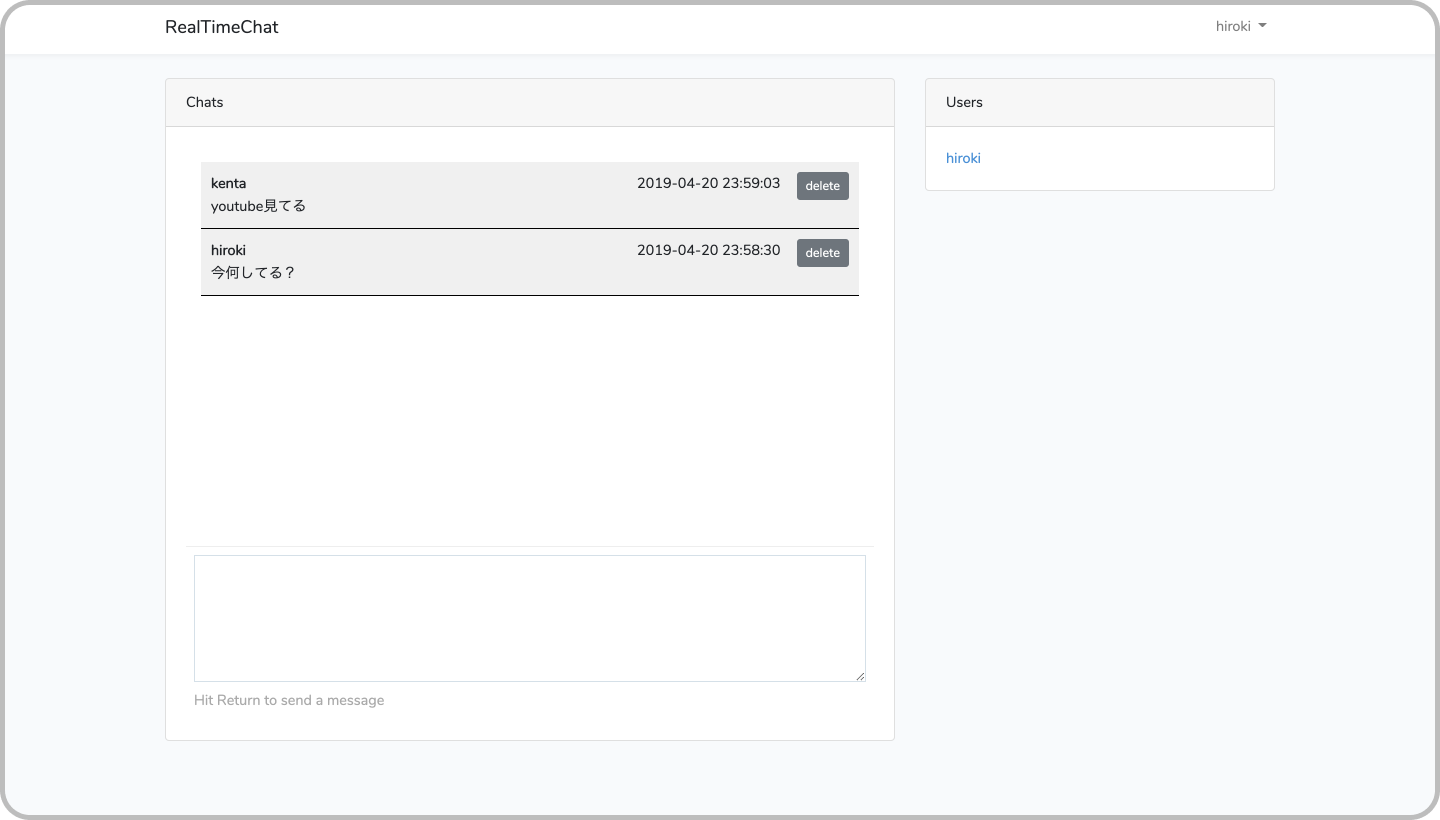 RealTimeChat
hiroki
Chats
kenta 2019-04-20 23:59:03 delete
youtube見てる
hiroki 2019-04-20 23:58:30 delete
今何してる？
Hit Return to send a message
Users
hiroki